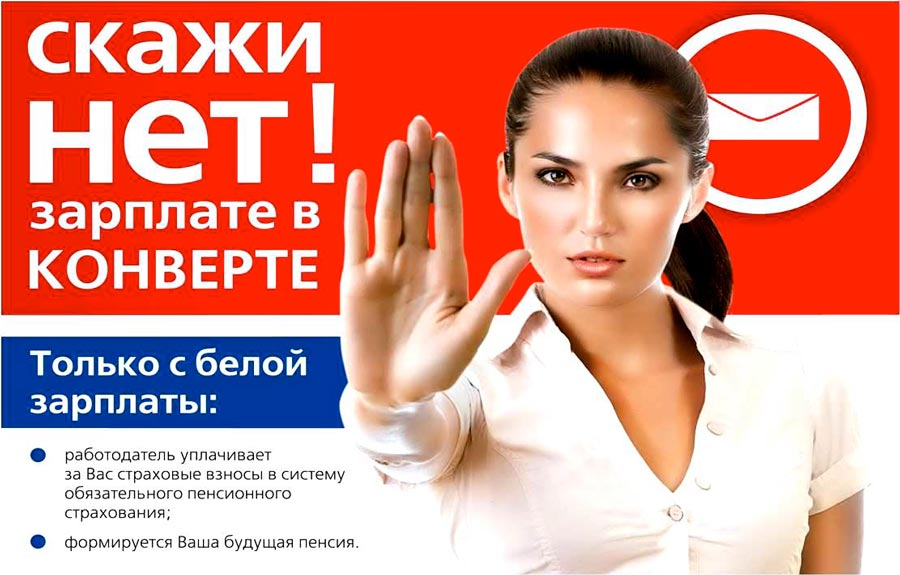 скажи
нет!
зарплате в
КОНВЕРТЕ
Только с белой
зарплаты:
работодатель уплачивает
за Вас страховые взносы в систему
обязательного пенсионного
страхования;
формируется Ваша будущая пенсия.